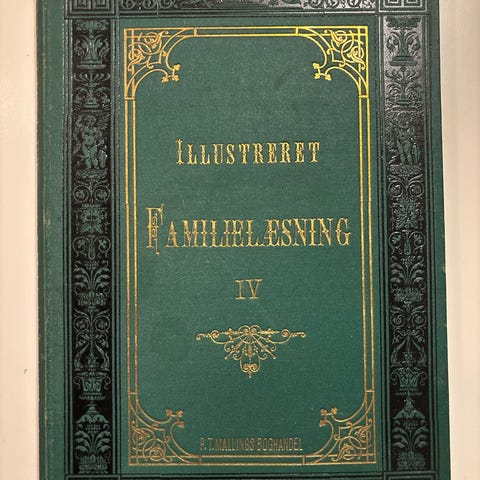 ILLUSTRERET
FAMILIELÆSNING
IV
P. T. MALLINGS BOGHANDEL